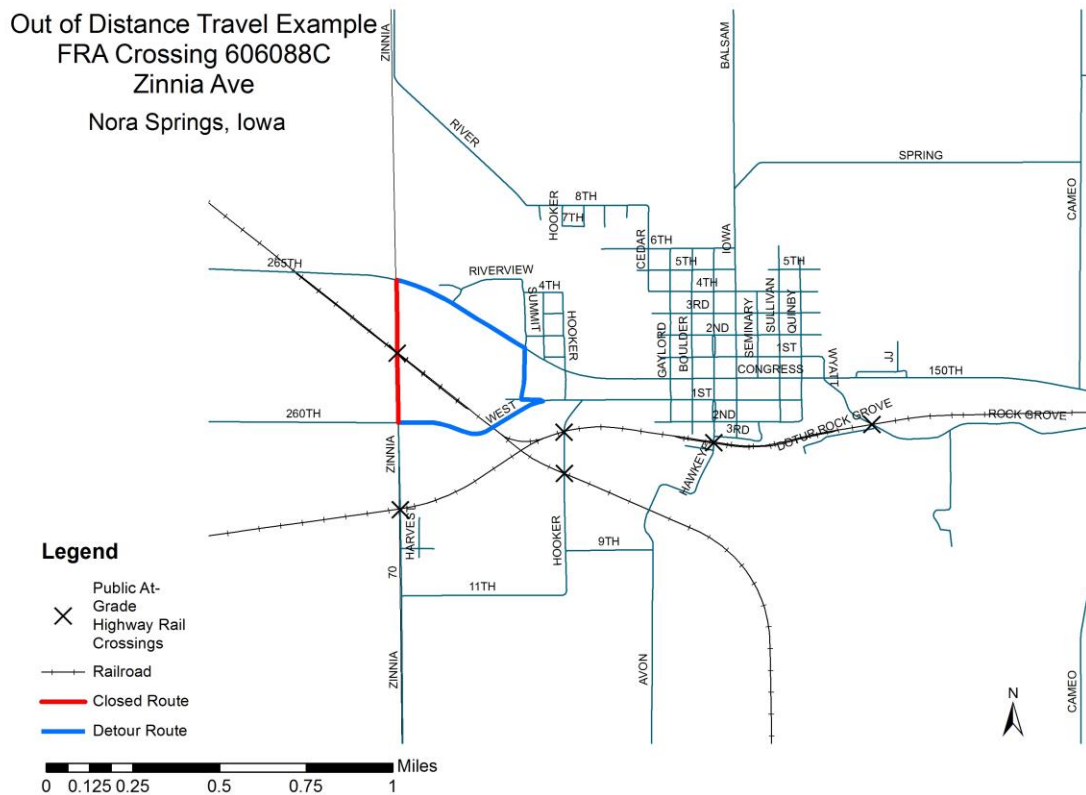 Out of Distance Travel Example
FRA Crossing 606088C
Zinnia Ave
Nora Springs, Iowa
ZINNIA
BALSAM
RIVER
SPRING
CAMEO
HOOKER
8TH
7TH
CEDAR
6TH
IOWA
5TH
5TH
265TH
RIVERVIEW
4TH
4TH
SUMMIT
HOOKER
3RD
SEMINARY
SULLIVAN
QUINBY
GAYLORD
BOULDER
2ND
1ST
WYATT
JJ
CONGRESS
150TH
260TH
WEST
1ST
2ND
3RD
DOTUR ROCK GROVE
ROCK GROVE
ZINNIA
HAWKEYE
HARVEST
HOOKER
9TH
70
11TH
ZINNIA
AVON
CAMEO
N
Legend
Public At-
Grade
Highway Rail
Crossings
Railroad
Closed Route
Detour Route
Miles
0 0.125 0.25 0.5 0.75 1